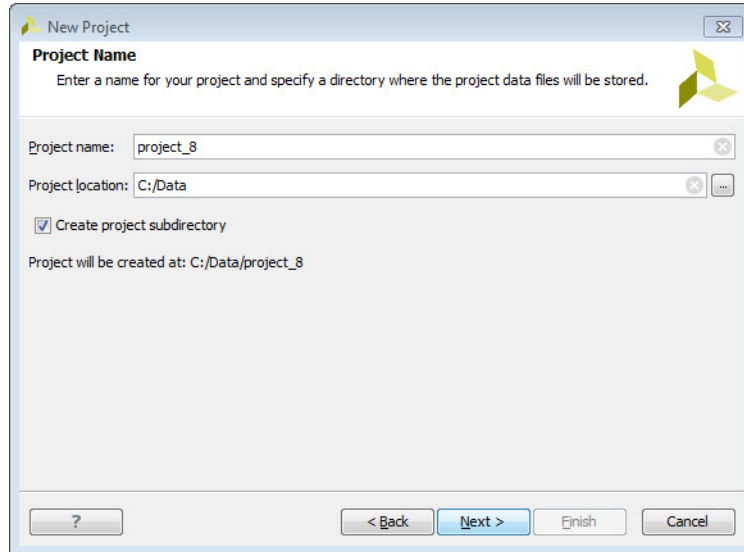 New Project
Project Name
Enter a name for your project and specify a directory where the project data files will be stored.
Project name: project_8
Project location: C:/Data ...
Create project subdirectory
Project will be created at: C:/Data/project_8
? < Back Next > Finish Cancel